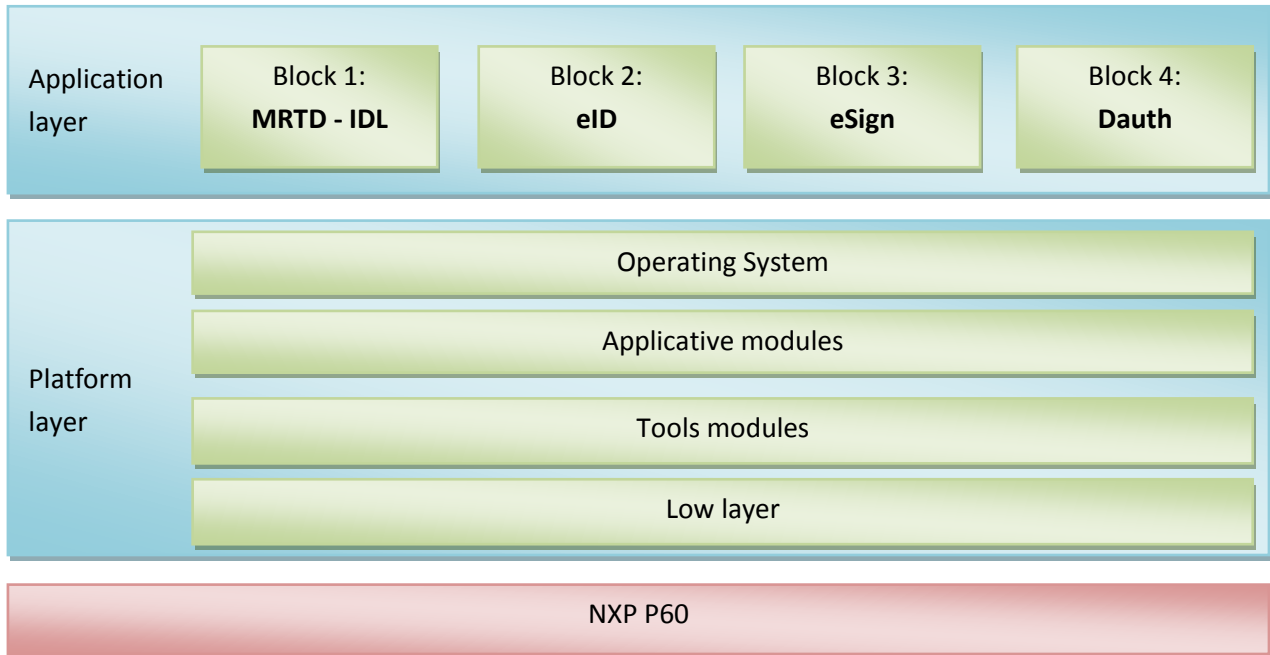 Application
layer
Block 1:
MRTD - IDL
Block 2:
eID
Block 3:
eSign
Block 4:
Dauth
Platform
layer
Operating System
Applicative modules
Tools modules
Low layer
NXP P60